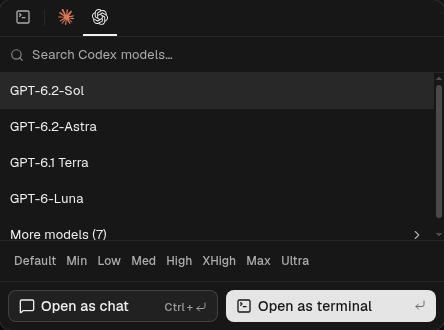 Search Codex models...
GPT-6.2-Sol
GPT-6.2-Astra
GPT-6.1 Terra
GPT-6-Luna
More models (7)
Default Min Low Med High XHigh Max Ultra
Open as chat Ctrl+⏎ Open as terminal ⏎